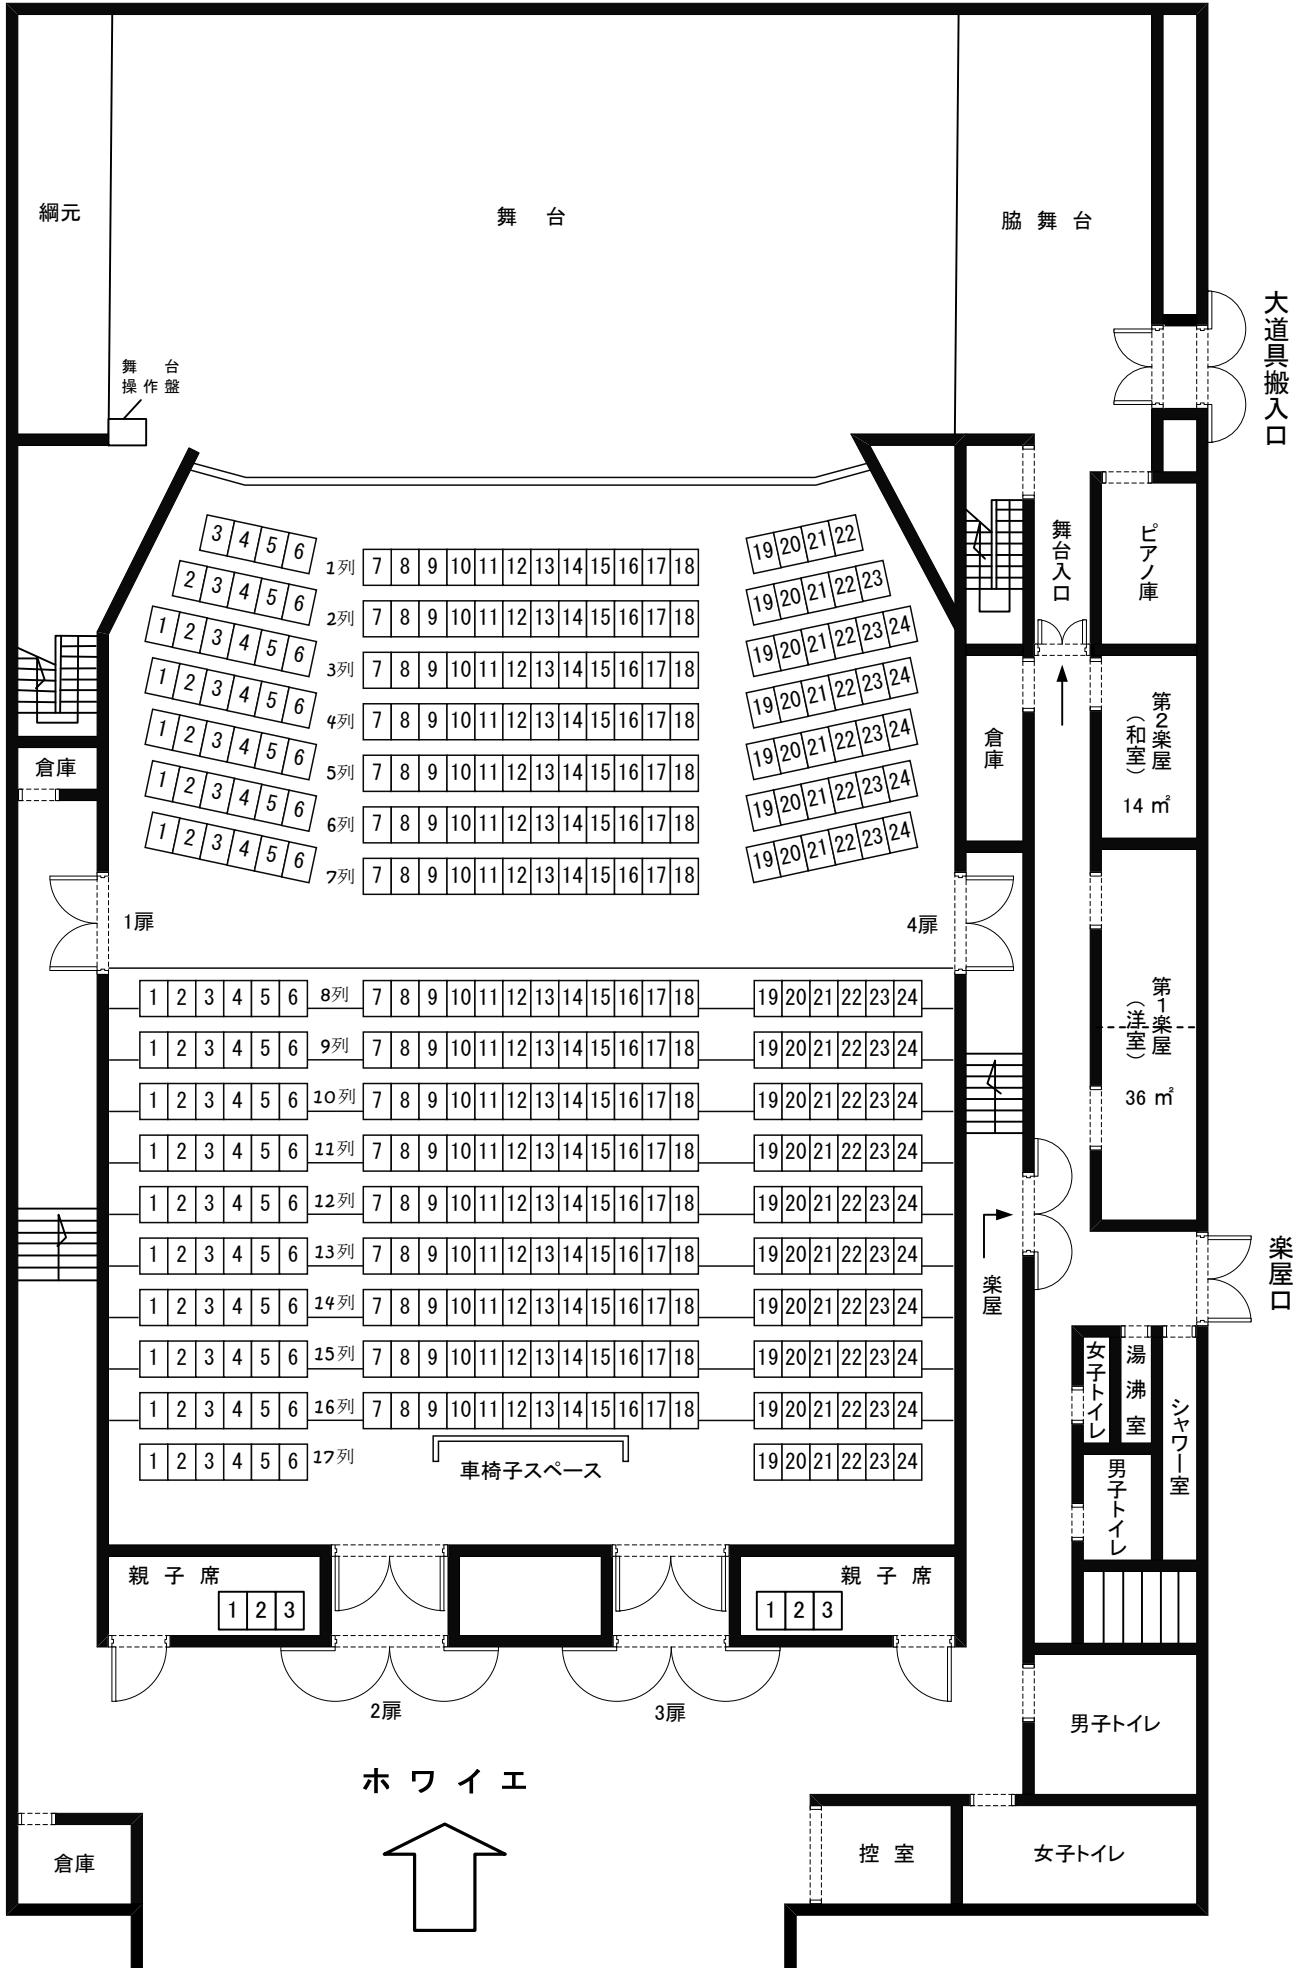 綱元
舞　台
脇 舞 台
大道具搬入口
舞　台
操 作 盤
3 4 5 6 1列 7 8 9 10 11 12 13 14 15 16 17 18 19 20 21 22
2 3 4 5 6 2列 7 8 9 10 11 12 13 14 15 16 17 18 19 20 21 22 23
1 2 3 4 5 6 3列 7 8 9 10 11 12 13 14 15 16 17 18 19 20 21 22 23 24
1 2 3 4 5 6 4列 7 8 9 10 11 12 13 14 15 16 17 18 19 20 21 22 23 24
1 2 3 4 5 6 5列 7 8 9 10 11 12 13 14 15 16 17 18 19 20 21 22 23 24
1 2 3 4 5 6 6列 7 8 9 10 11 12 13 14 15 16 17 18 19 20 21 22 23 24
1 2 3 4 5 6 7列 7 8 9 10 11 12 13 14 15 16 17 18 19 20 21 22 23 24
舞台入口
ピアノ庫
倉庫
倉庫
第2楽屋
（和室）
14 ㎡
1扉
4扉
8列
1 2 3 4 5 6 7 8 9 10 11 12 13 14 15 16 17 18 19 20 21 22 23 24
9列
1 2 3 4 5 6 7 8 9 10 11 12 13 14 15 16 17 18 19 20 21 22 23 24
10列
1 2 3 4 5 6 7 8 9 10 11 12 13 14 15 16 17 18 19 20 21 22 23 24
11列
1 2 3 4 5 6 7 8 9 10 11 12 13 14 15 16 17 18 19 20 21 22 23 24
12列
1 2 3 4 5 6 7 8 9 10 11 12 13 14 15 16 17 18 19 20 21 22 23 24
13列
1 2 3 4 5 6 7 8 9 10 11 12 13 14 15 16 17 18 19 20 21 22 23 24
14列
1 2 3 4 5 6 7 8 9 10 11 12 13 14 15 16 17 18 19 20 21 22 23 24
15列
1 2 3 4 5 6 7 8 9 10 11 12 13 14 15 16 17 18 19 20 21 22 23 24
16列
1 2 3 4 5 6 7 8 9 10 11 12 13 14 15 16 17 18 19 20 21 22 23 24
17列
1 2 3 4 5 6 19 20 21 22 23 24
車椅子スペース
第1楽屋
（洋室）
36 ㎡
楽屋
楽屋口
女子トイレ
湯沸室
シャワー室
男子トイレ
親 子 席
1 2 3
親 子 席
1 2 3
2扉
3扉
男子トイレ
ホ ワ イ エ
倉庫
控 室
女子トイレ